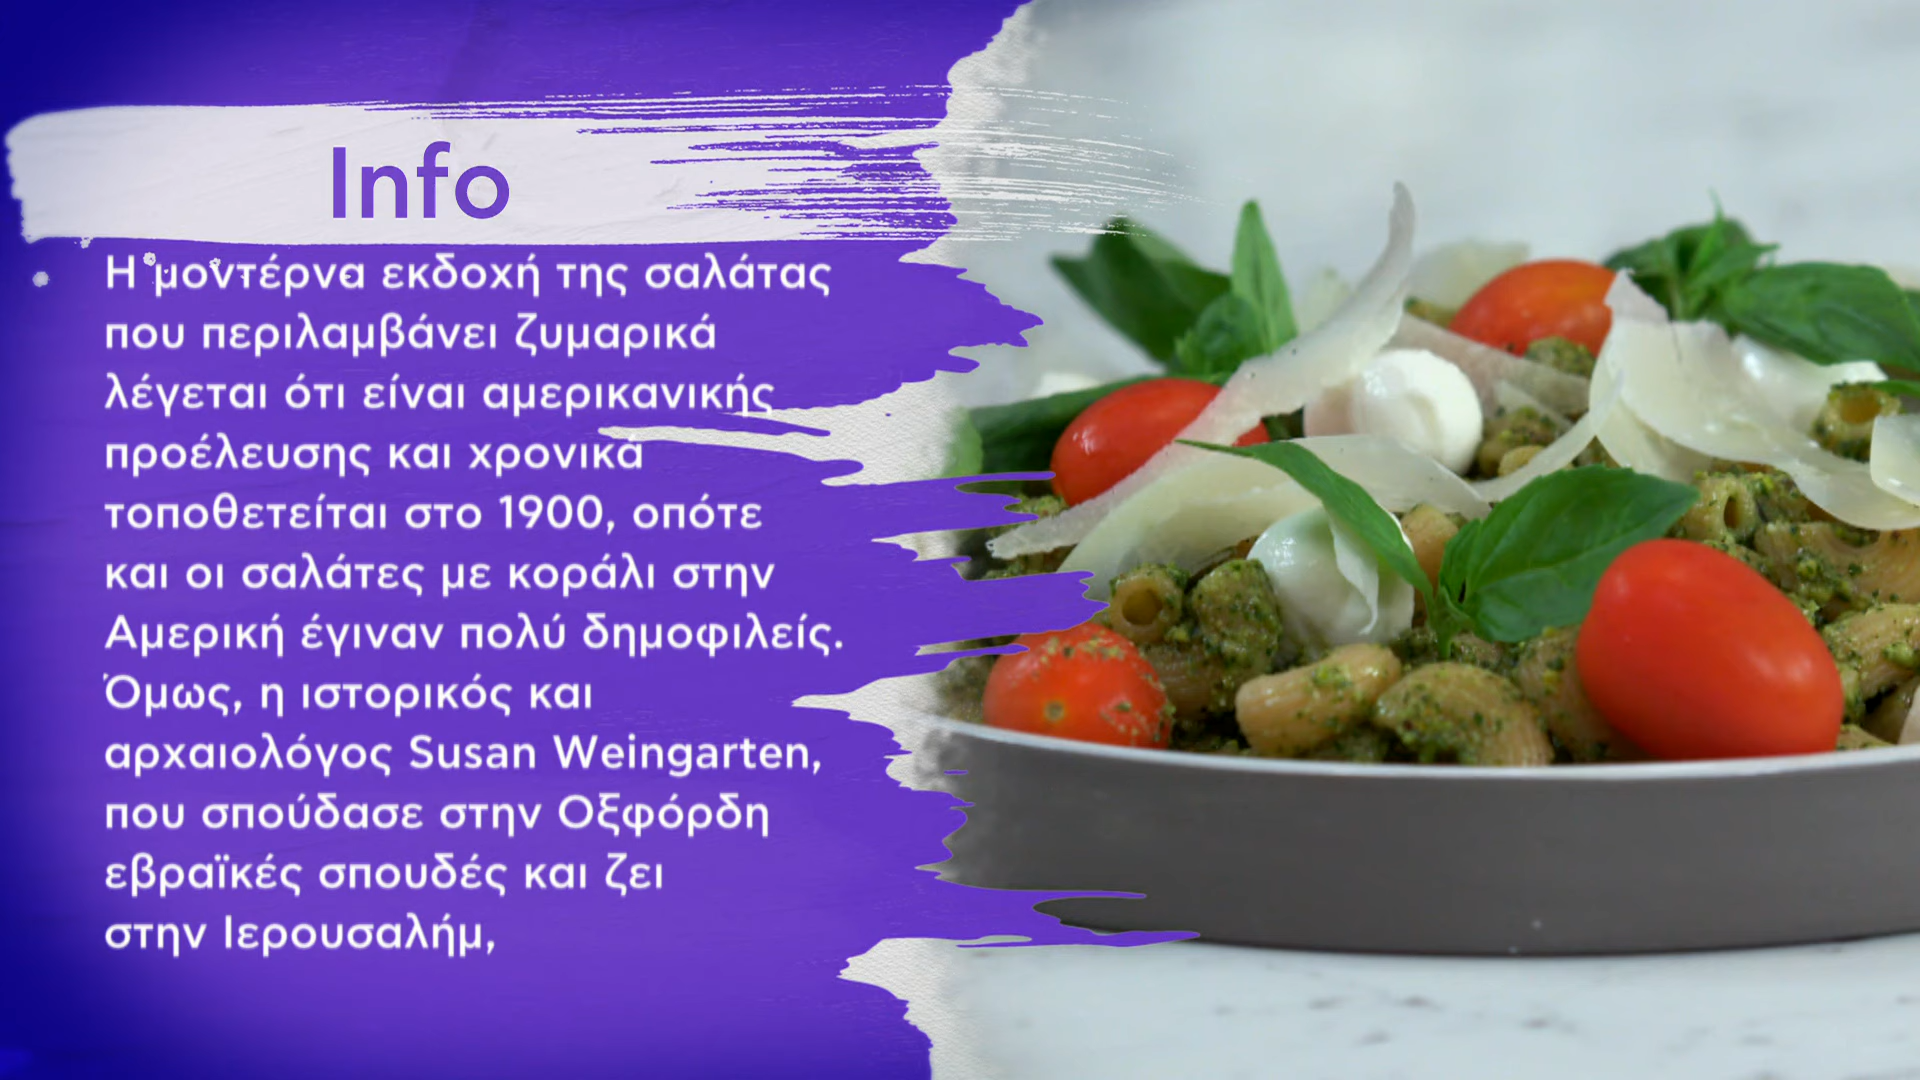 Info
Η μοντέρνα εκδοχή της σαλάτας
που περιλαμβάνει ζυμαρικά
λέγεται ότι είναι αμερικανικής
προέλευσης και χρονικά
τοποθετείται στο 1900, οπότε
και οι σαλάτες με κοράλι στην
Αμερική έγιναν πολύ δημοφιλείς.
Όμως, η ιστορικός και
αρχαιολόγος Susan Weingarten,
που σπούδασε στην Οξφόρδη
εβραϊκές σπουδές και ζει
στην Ιερουσαλήμ,